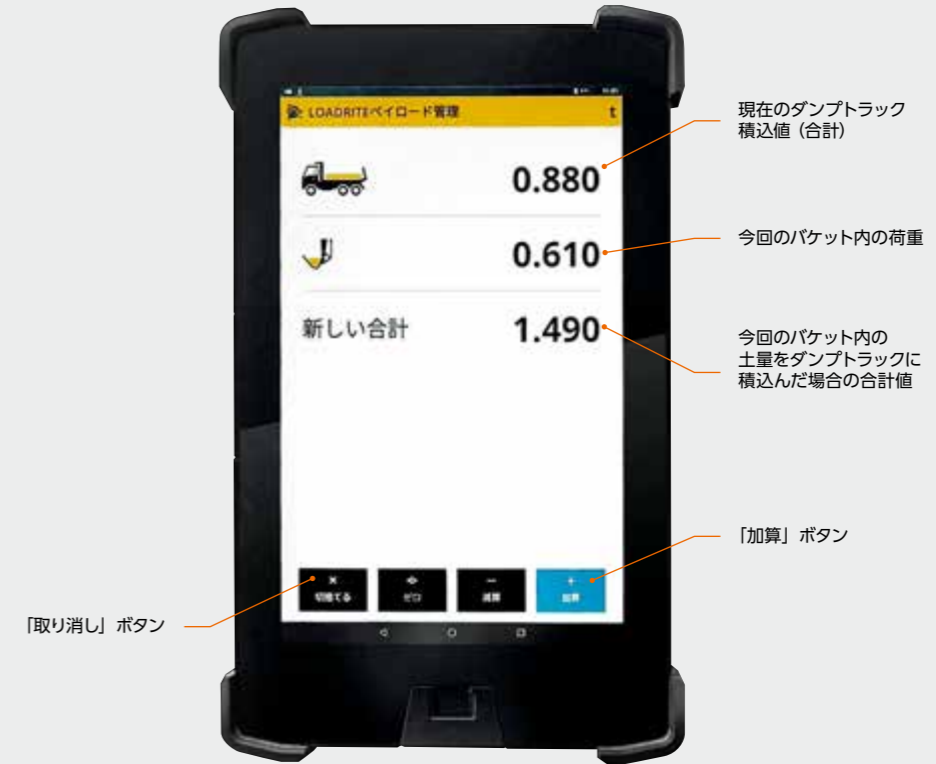 LOADRITEペイロード管理
t
現在のダンプトラック
積込値（合計）
0.880
今回のバケット内の荷重
0.610
新しい合計
1.490
今回のバケット内の
土量をダンプトラックに
積込んだ場合の合計値
「加算」ボタン
×
切捨てる
ゼロ
−
減算
+
加算
「取り消し」ボタン